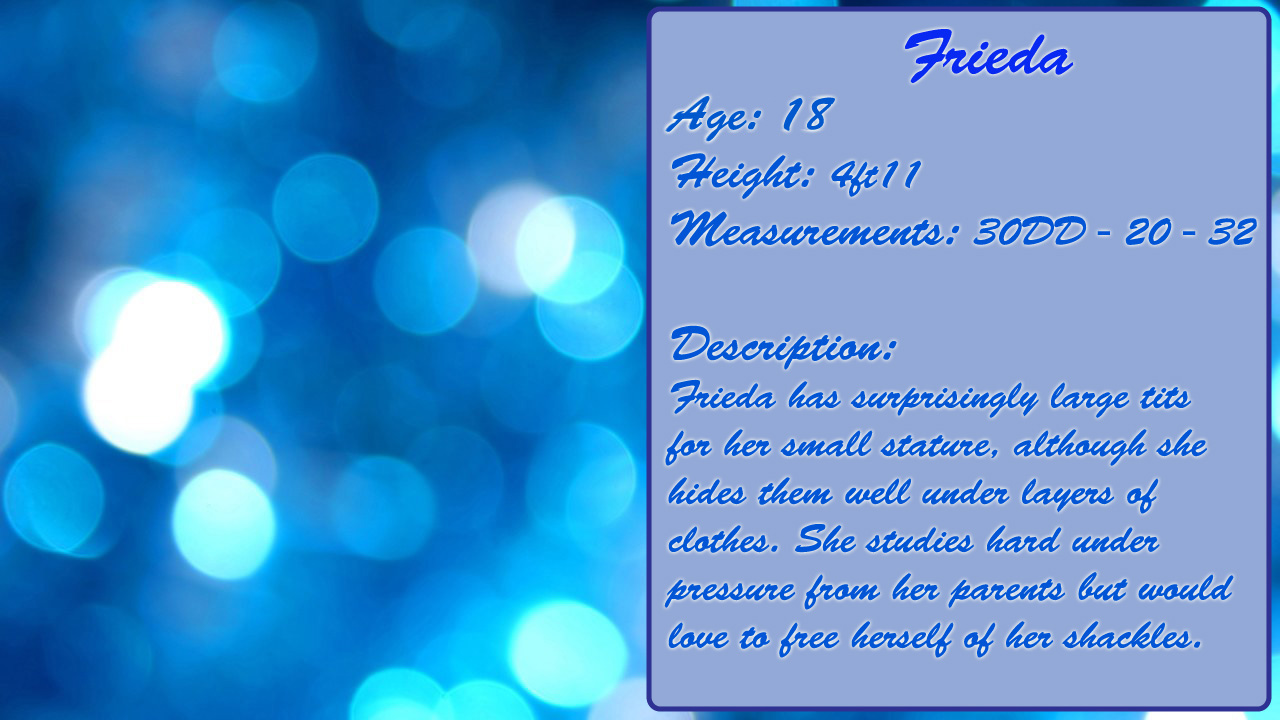 Frieda
Age: 18
Height: 4ft11
Measurements: 30DD - 20 - 32
Description:
Frieda has surprisingly large tits
for her small stature, although she
hides them well under layers of
clothes. She studies hard under
pressure from her parents but would
love to free herself of her shackles.